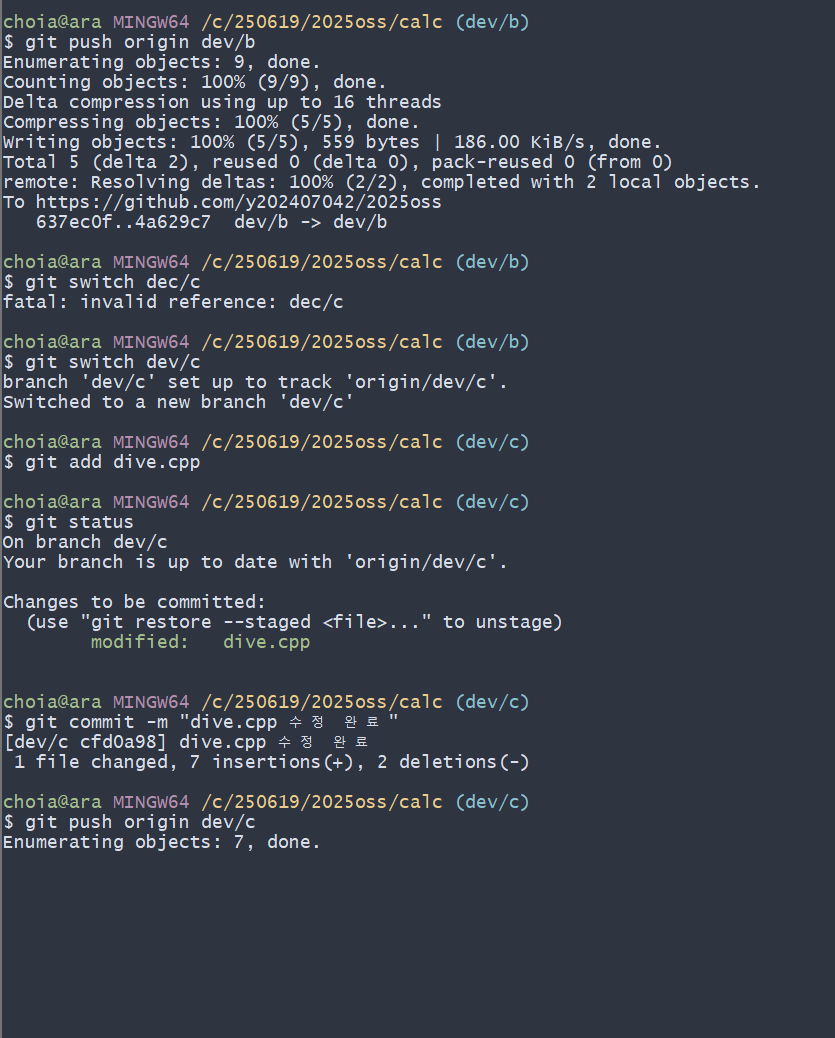 choia@ara MINGW64 /c/250619/2025oss/calc (dev/b)
$ git push origin dev/b
Enumerating objects: 9, done.
Counting objects: 100% (9/9), done.
Delta compression using up to 16 threads
Compressing objects: 100% (5/5), done.
Writing objects: 100% (5/5), 559 bytes | 186.00 KiB/s, done.
Total 5 (delta 2), reused 0 (delta 0), pack-reused 0 (from 0)
remote: Resolving deltas: 100% (2/2), completed with 2 local objects.
To https://github.com/y202407042/2025oss
   637ec0f..4a629c7  dev/b -> dev/b
choia@ara MINGW64 /c/250619/2025oss/calc (dev/b)
$ git switch dec/c
fatal: invalid reference: dec/c
choia@ara MINGW64 /c/250619/2025oss/calc (dev/b)
$ git switch dev/c
branch 'dev/c' set up to track 'origin/dev/c'.
Switched to a new branch 'dev/c'
choia@ara MINGW64 /c/250619/2025oss/calc (dev/c)
$ git add dive.cpp
choia@ara MINGW64 /c/250619/2025oss/calc (dev/c)
$ git status
On branch dev/c
Your branch is up to date with 'origin/dev/c'.
Changes to be committed:
  (use "git restore --staged <file>..." to unstage)
        modified:   dive.cpp
choia@ara MINGW64 /c/250619/2025oss/calc (dev/c)
$ git commit -m "dive.cpp 수정 완료"
[dev/c cfd0a98] dive.cpp 수정 완료
 1 file changed, 7 insertions(+), 2 deletions(-)
choia@ara MINGW64 /c/250619/2025oss/calc (dev/c)
$ git push origin dev/c
Enumerating objects: 7, done.